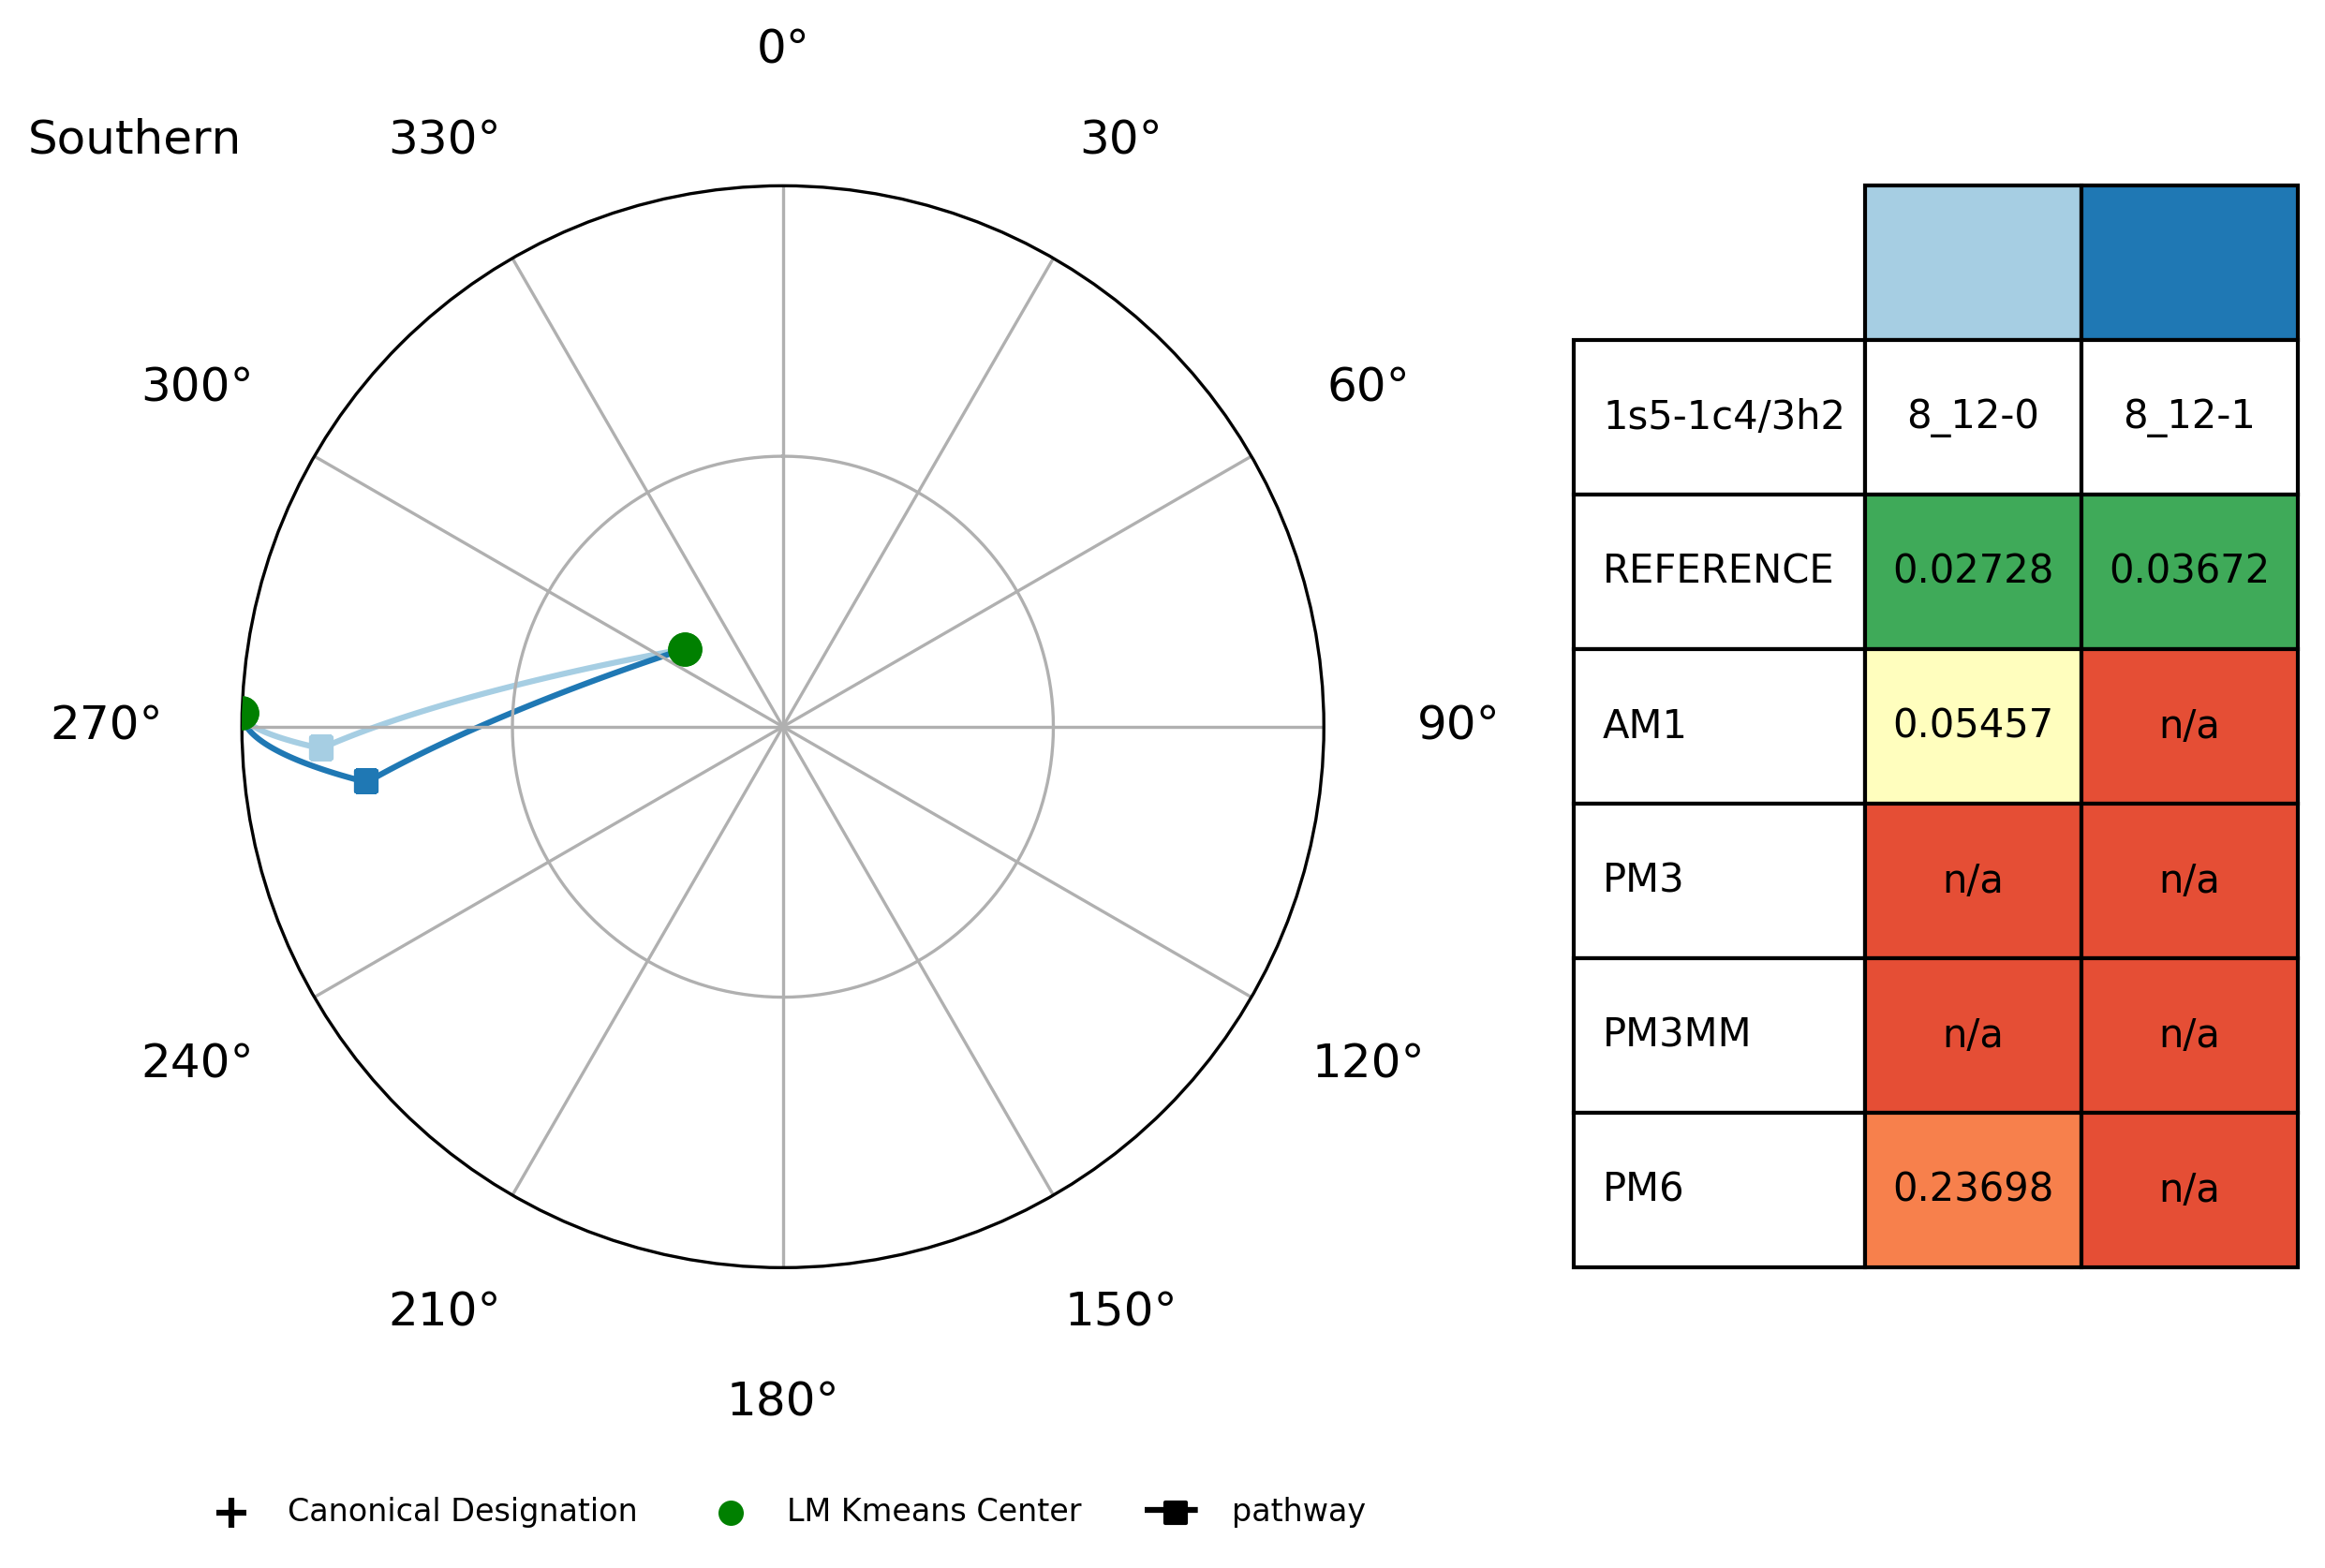 0°
Southern
330°
30°
300°
60°
270°
90°
240°
120°
210°
150°
180°
1s5-1c4/3h2 8_12-0 8_12-1
REFERENCE 0.02728 0.03672
AM1 0.05457 n/a
PM3 n/a n/a
PM3MM n/a n/a
PM6 0.23698 n/a
Canonical Designation LM Kmeans Center pathway